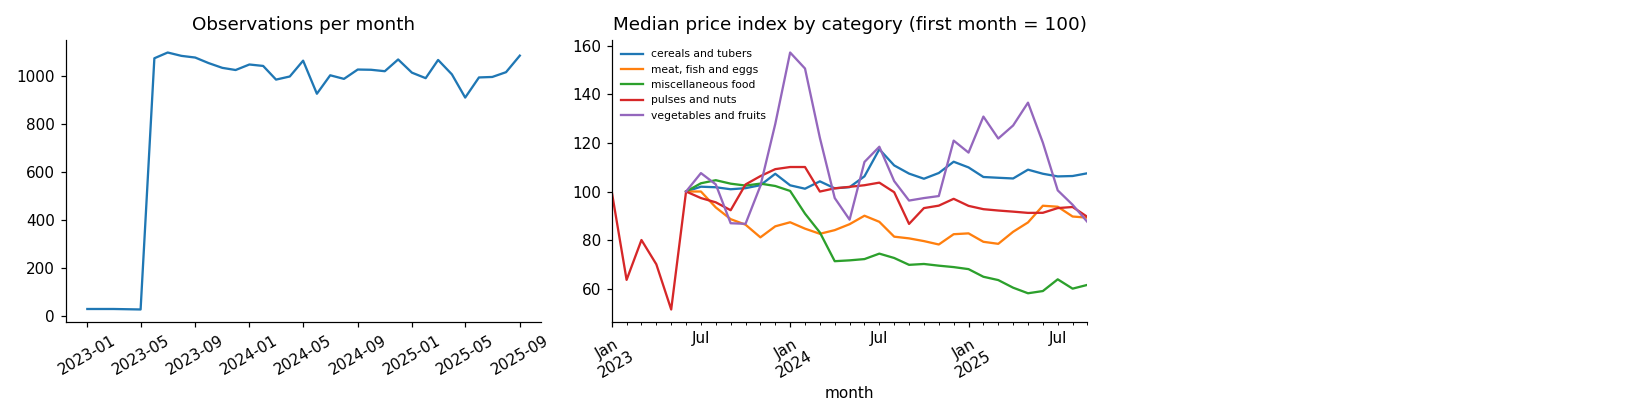 Observations per month
1000
800
600
400
200
0
2023-01
2023-05
2023-09
2024-01
2024-05
2024-09
2025-01
2025-05
2025-09
Median price index by category (first month = 100)
160
140
120
100
80
60
cereals and tubers
meat, fish and eggs
miscellaneous food
pulses and nuts
vegetables and fruits
Jan
2023
Jul
Jan
2024
Jul
Jan
2025
Jul
month